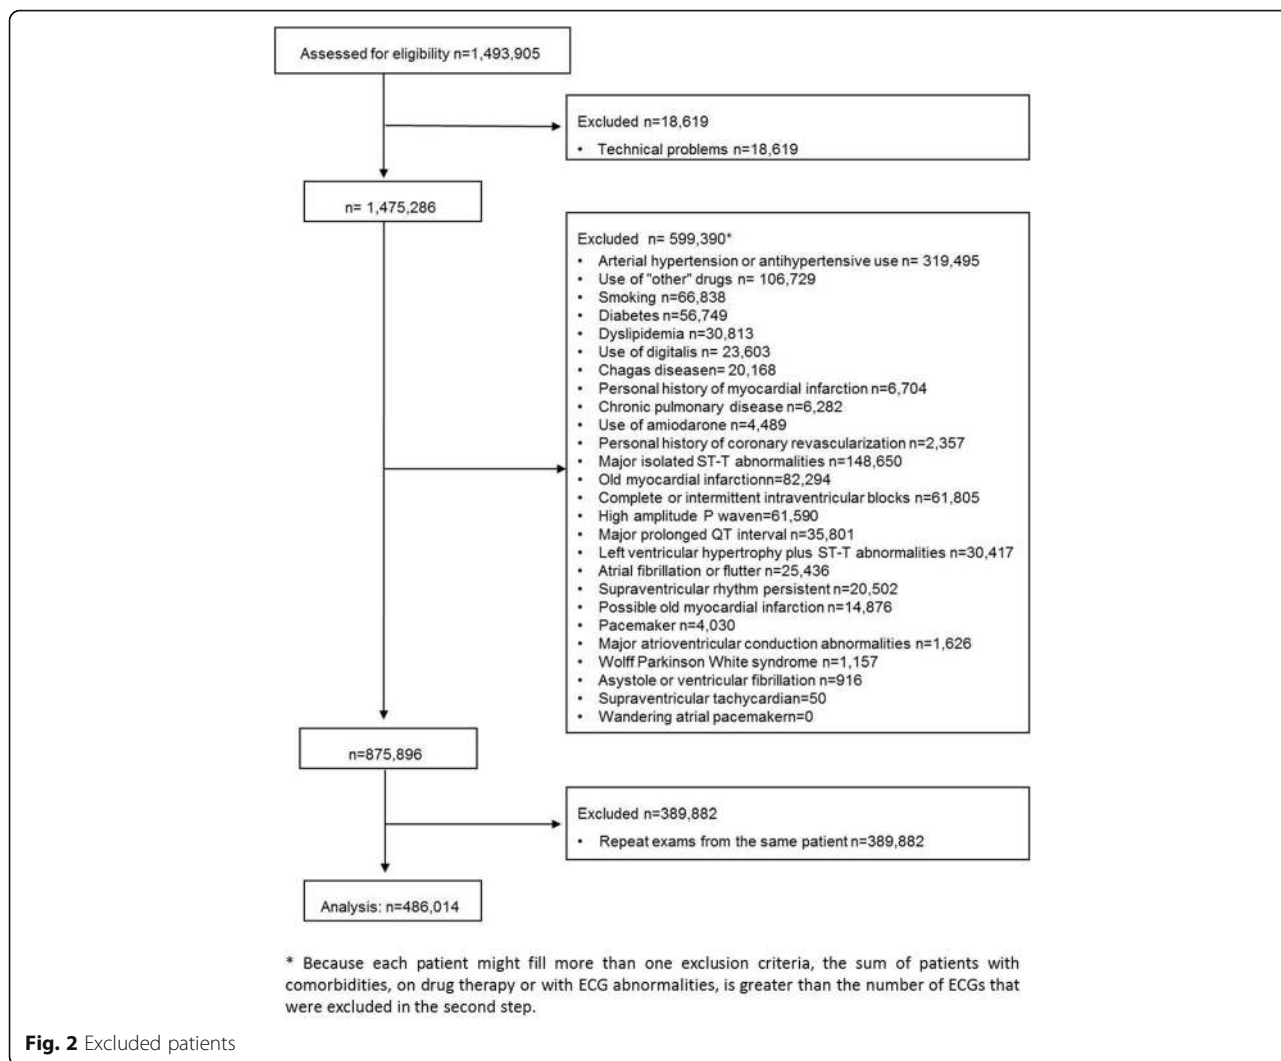 Assessed for eligibility n=1,493,905
Excluded n=18,619
• Technical problems n=18,619
n= 1,475,286
Excluded n= 599,390*
• Arterial hypertension or antihypertensive use n= 319,495
• Use of "other" drugs n= 106,729
• Smoking n=66,838
• Diabetes n=56,749
• Dyslipidemia n=30,813
• Use of digitalis n= 23,603
• Chagas diseasen= 20,168
• Personal history of myocardial infarction n=6,704
• Chronic pulmonary disease n=6,282
• Use of amiodarone n=4,489
• Personal history of coronary revascularization n=2,357
• Major isolated ST-T abnormalities n=148,650
• Old myocardial infarctionn=82,294
• Complete or intermittent intraventricular blocks n=61,805
• High amplitude P waven=61,590
• Major prolonged QT interval n=35,801
• Left ventricular hypertrophy plus ST-T abnormalities n=30,417
• Atrial fibrillation or flutter n=25,436
• Supraventricular rhythm persistent n=20,502
• Possible old myocardial infarction n=14,876
• Pacemaker n=4,030
• Major atrioventricular conduction abnormalities n=1,626
• Wolff Parkinson White syndrome n=1,157
• Asystole or ventricular fibrillation n=916
• Supraventricular tachycardian=50
• Wandering atrial pacemakern=0
n=875,896
Excluded n=389,882
• Repeat exams from the same patient n=389,882
Analysis: n=486,014
* Because each patient might fill more than one exclusion criteria, the sum of patients with
comorbidities, on drug therapy or with ECG abnormalities, is greater than the number of ECGs that
were excluded in the second step.
Fig. 2 Excluded patients